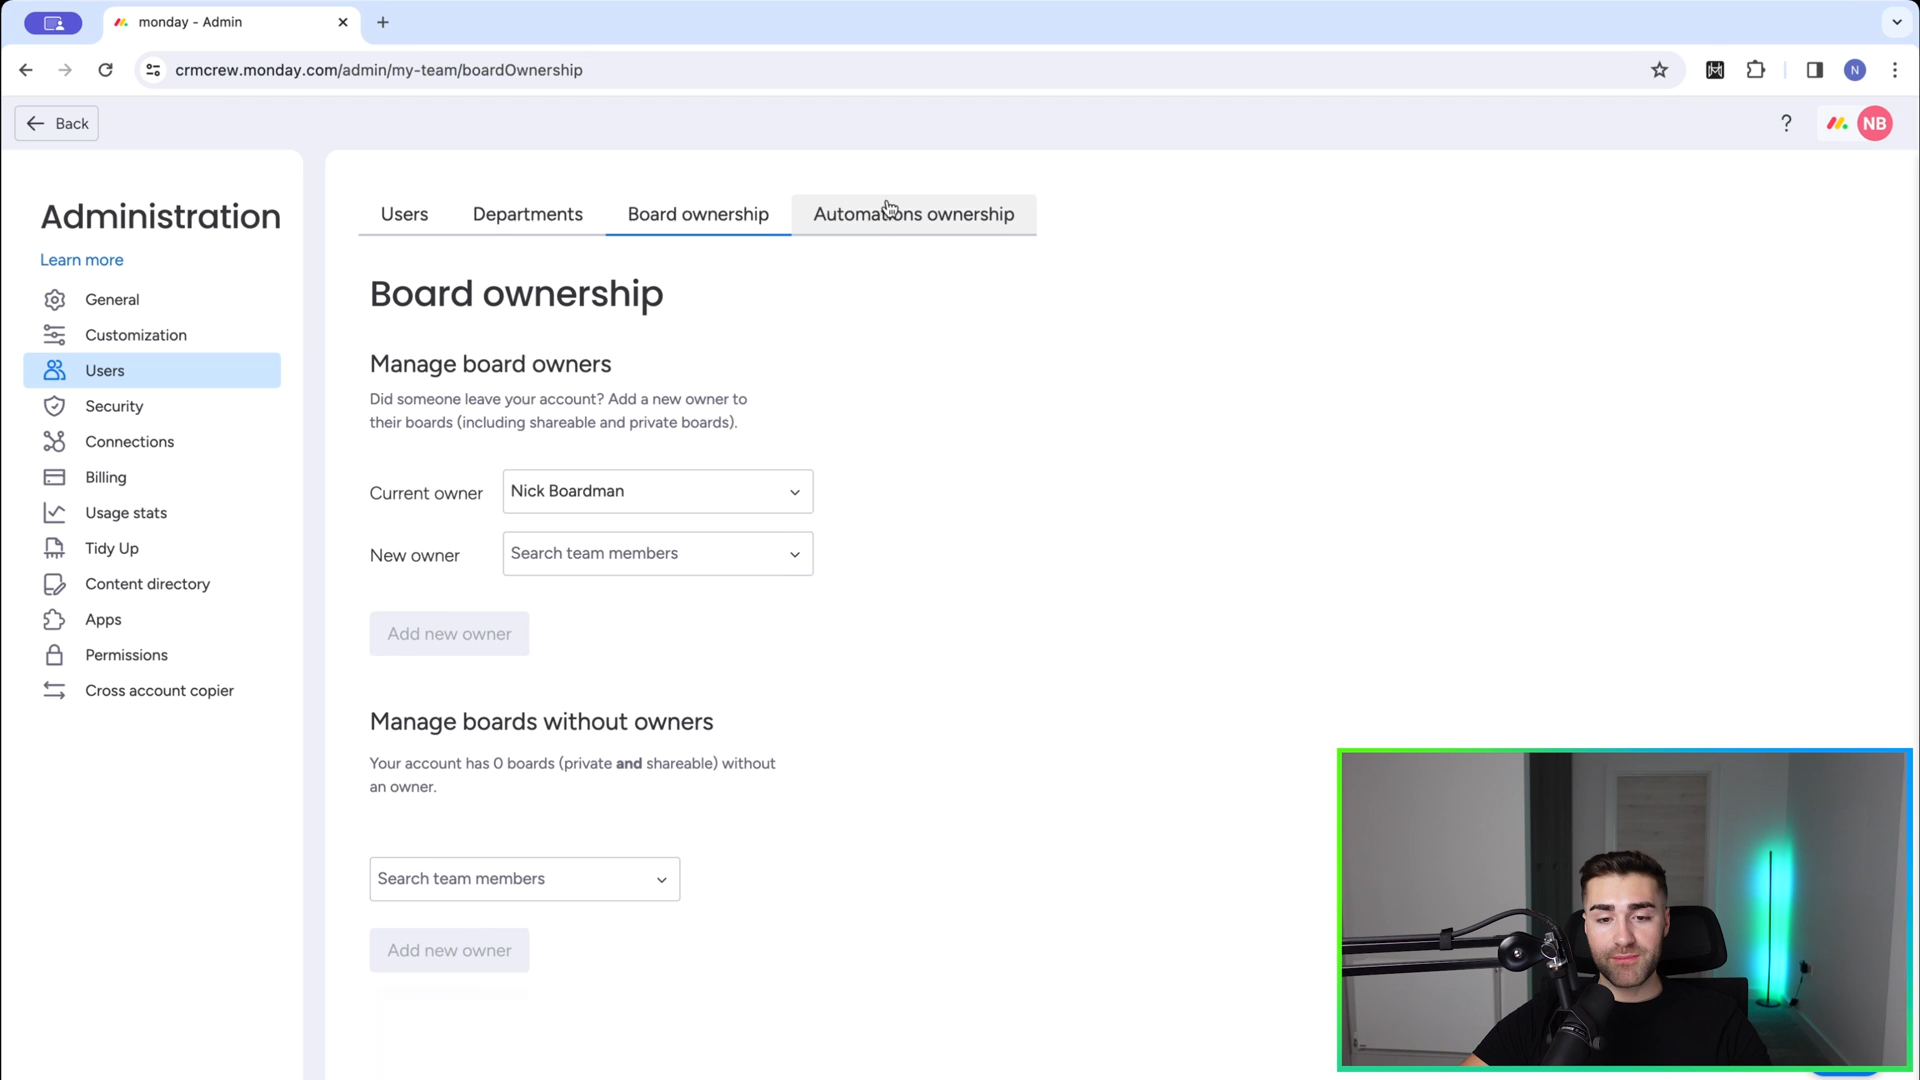 monday - Admin
crmcrew.monday.com/admin/my-team/boardOwnership
N
Back
?
NB
Administration
Learn more
General
Customization
Users
Security
Connections
Billing
Usage stats
Tidy Up
Content directory
Apps
Permissions
Cross account copier
Users Departments Board ownership Automations ownership
Board ownership
Manage board owners
Did someone leave your account? Add a new owner to
their boards (including shareable and private boards).
Current owner Nick Boardman
New owner Search team members
Add new owner
Manage boards without owners
Your account has 0 boards (private and shareable) without
an owner.
Search team members
Add new owner